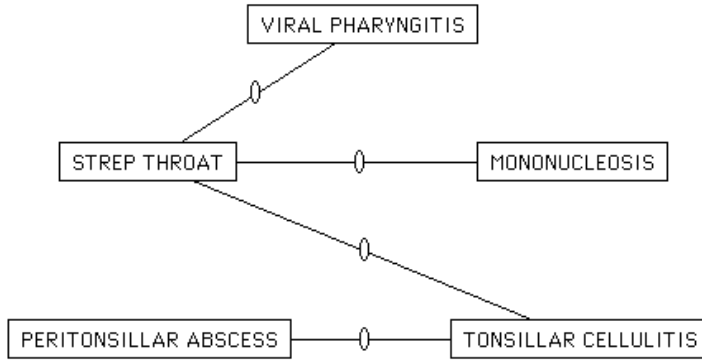 VIRAL PHARYNGITIS
STREP THROAT
MONONUCLEOSIS
PERITONSILLAR ABSCESS
TONSILLAR CELLULITIS